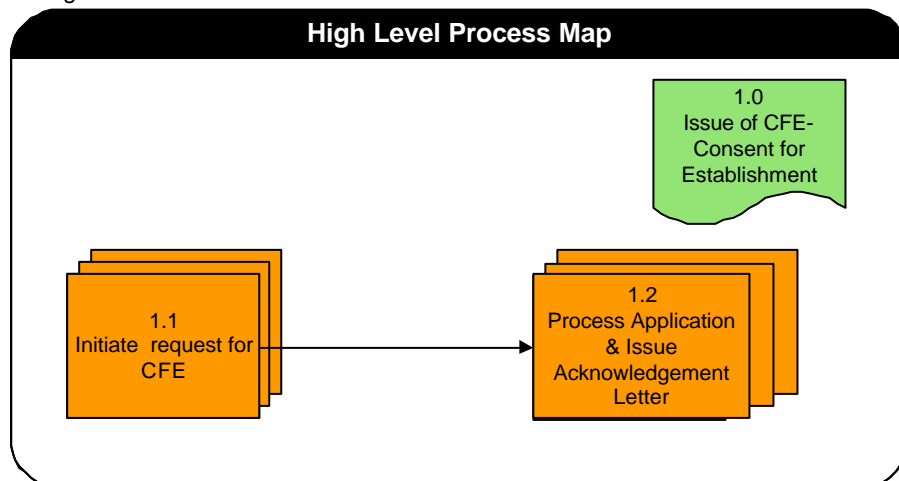 High Level Process Map
1.0
Issue of CFE-
Consent for
Establishment
1.1
Initiate request for
CFE
1.2
Process Application
& Issue
Acknowledgement
Letter